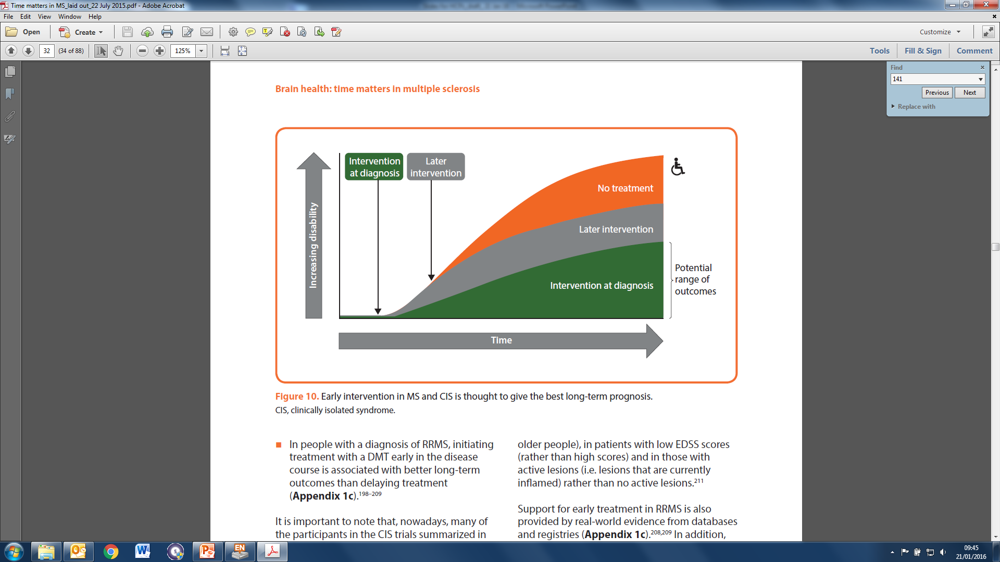 Time matters in MS_laid out_22 July 2015.pdf - Adobe Acrobat
File Edit View Window Help
Open Create Customize
32 (34 of 88) 125% Tools Fill & Sign Comment
Find
141
Previous Next
Replace with
Brain health: time matters in multiple sclerosis
Intervention
at diagnosis
Later
intervention
Increasing disability
No treatment
Later intervention
Intervention at diagnosis
Potential
range of
outcomes
Time
Figure 10. Early intervention in MS and CIS is thought to give the best long-term prognosis.
CIS, clinically isolated syndrome.
In people with a diagnosis of RRMS, initiating
treatment with a DMT early in the disease
course is associated with better long-term
outcomes than delaying treatment
(Appendix 1c).198–209
It is important to note that, nowadays, many of
the participants in the CIS trials summarized in
older people), in patients with low EDSS scores
(rather than high scores) and in those with
active lesions (i.e. lesions that are currently
inflamed) rather than no active lesions.211
Support for early treatment in RRMS is also
provided by real-world evidence from databases
and registries (Appendix 1c).208,209 In addition,
EN
09:45
21/01/2016